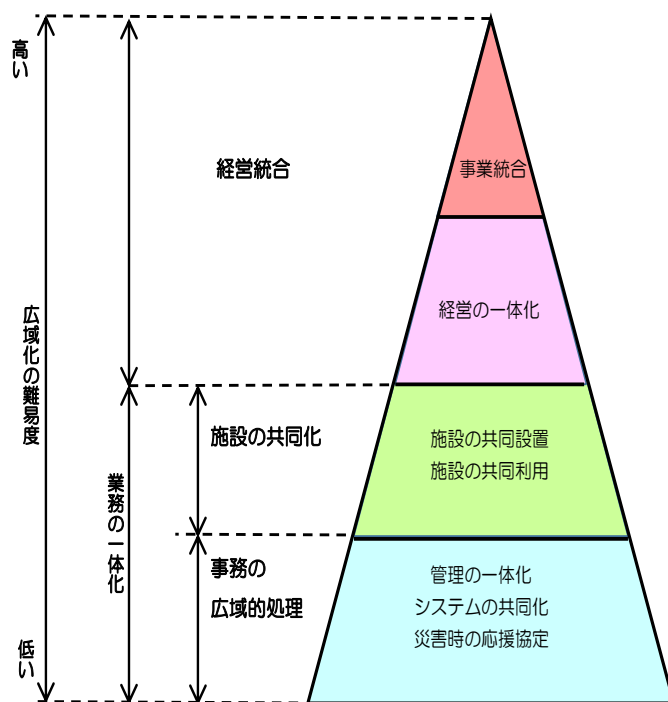 高い
経営統合
事業統合
経営の一体化
広域化の難易度
施設の共同化
施設の共同設置
施設の共同利用
業務の一体化
事務の
広域的処理
管理の一体化
システムの共同化
災害時の応援協定
低い